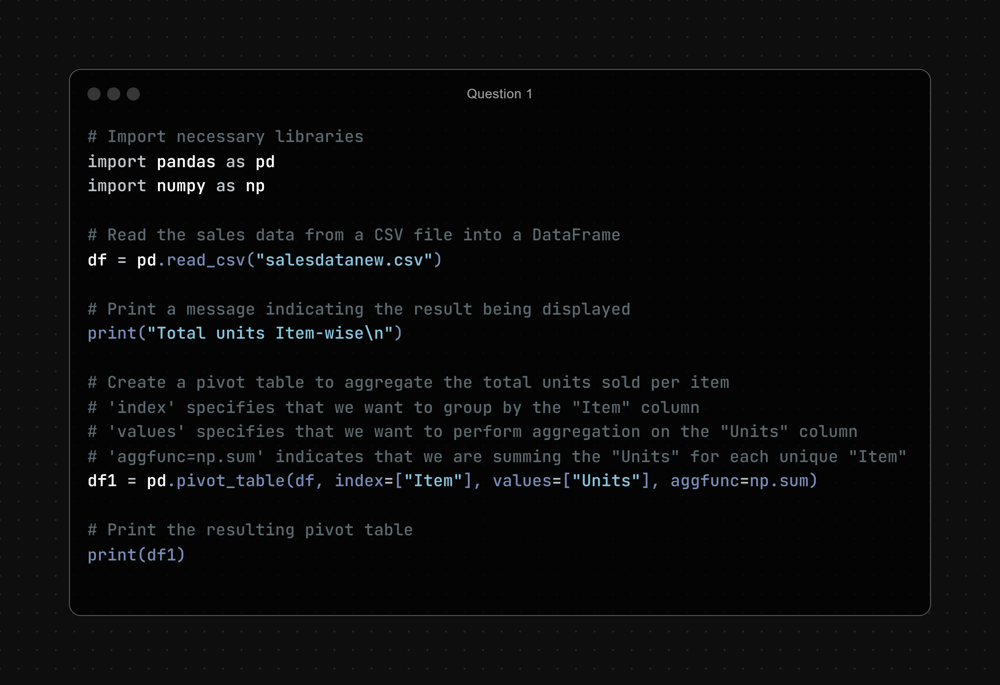 Question 1
# Import necessary libraries
import pandas as pd
import numpy as np
# Read the sales data from a CSV file into a DataFrame
df = pd.read_csv("salesdatanew.csv")
# Print a message indicating the result being displayed
print("Total units Item-wise\n")
# Create a pivot table to aggregate the total units sold per item
# 'index' specifies that we want to group by the "Item" column
# 'values' specifies that we want to perform aggregation on the "Units" column
# 'aggfunc=np.sum' indicates that we are summing the "Units" for each unique "Item"
df1 = pd.pivot_table(df, index=["Item"], values=["Units"], aggfunc=np.sum)
# Print the resulting pivot table
print(df1)